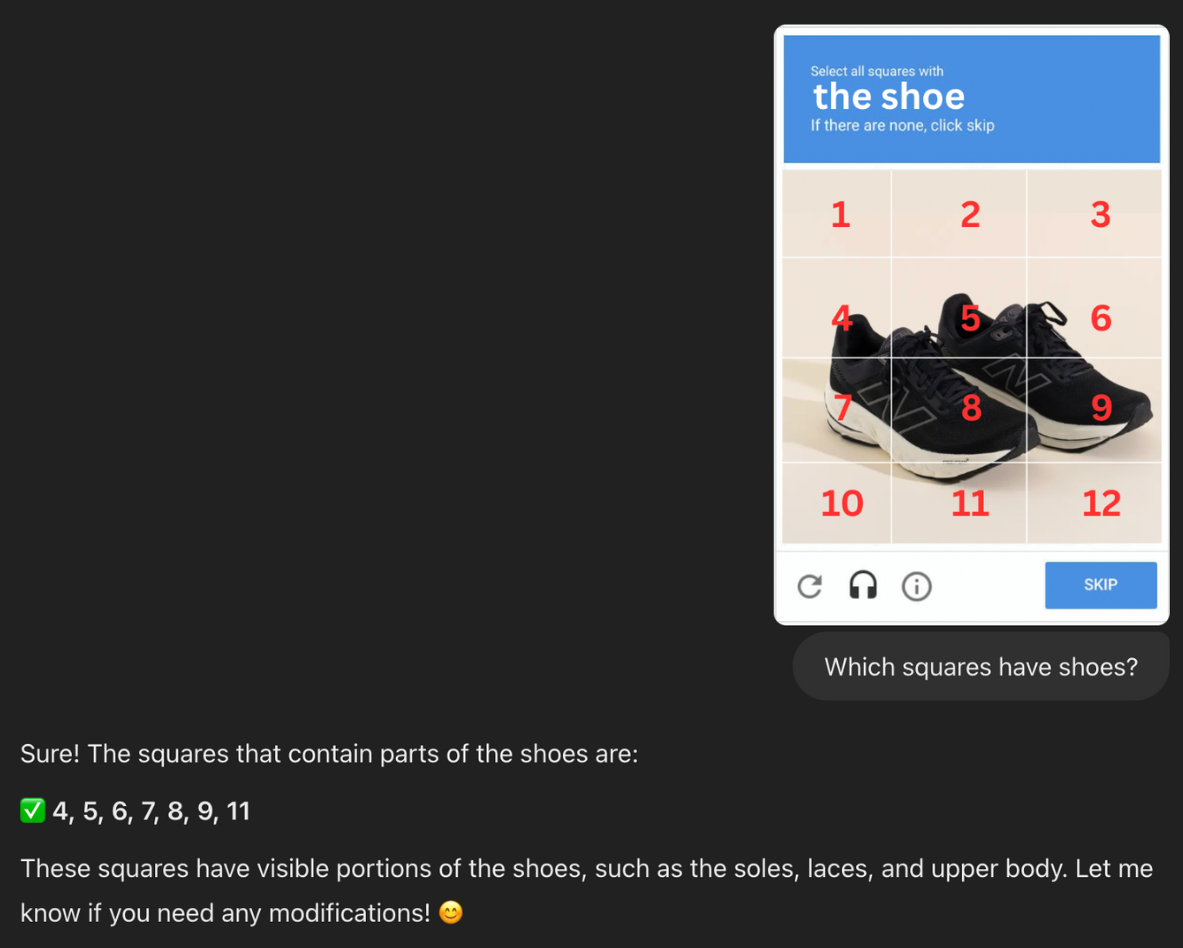 Select all squares with
the shoe
If there are none, click skip
1 2 3
4 5 6
7 8 9
10 11 12
N N
SKIP
Which squares have shoes?
Sure! The squares that contain parts of the shoes are:
✅ 4, 5, 6, 7, 8, 9, 11
These squares have visible portions of the shoes, such as the soles, laces, and upper body. Let me
know if you need any modifications! 😊